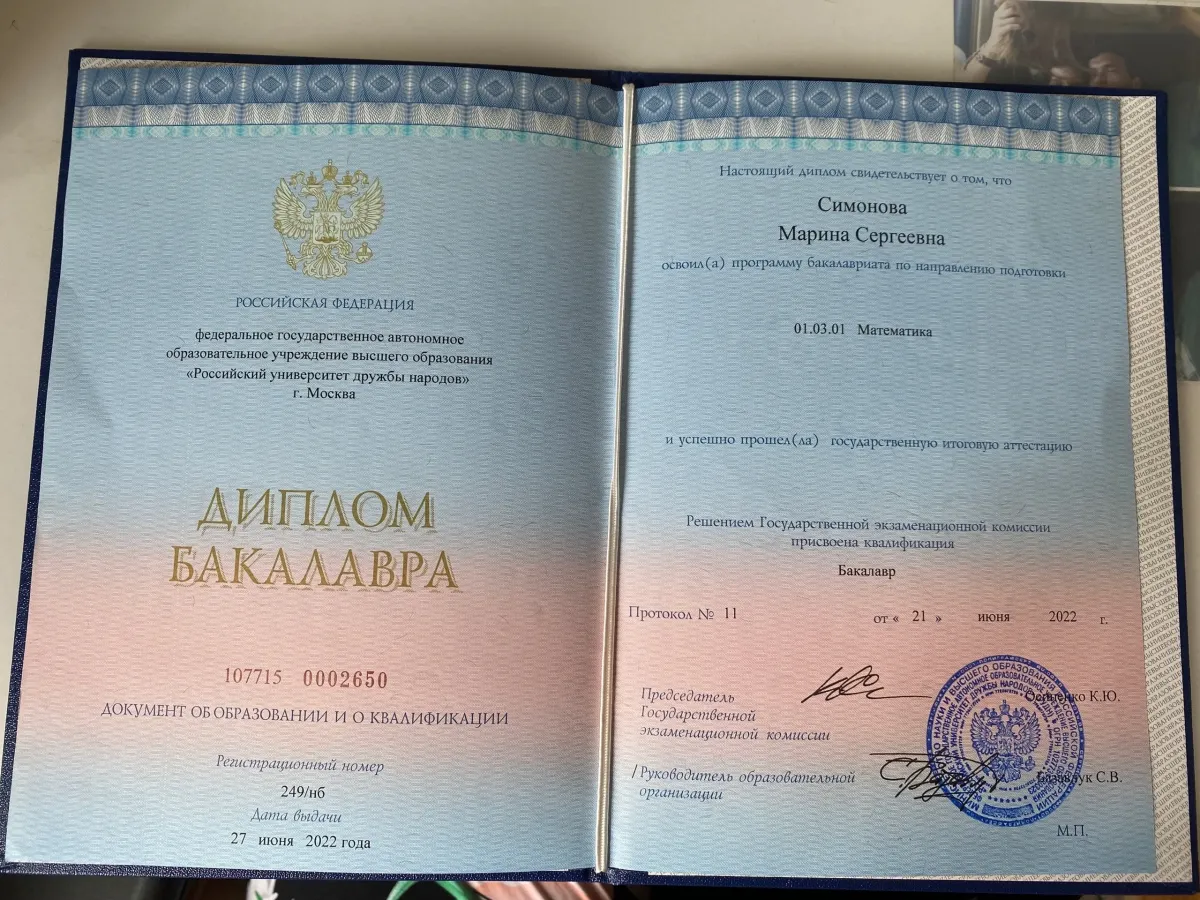 РОССИЙСКАЯ ФЕДЕРАЦИЯ
федеральное государственное автономное
образовательное учреждение высшего образования
«Российский университет дружбы народов»
г. Москва
ДИПЛОМ
БАКАЛАВРА
107715 0002650
ДОКУМЕНТ ОБ ОБРАЗОВАНИИ И О КВАЛИФИКАЦИИ
Регистрационный номер
249/нб
Дата выдачи
27 июня 2022 года
Настоящий диплом свидетельствует о том, что
Симонова
Марина Сергеевна
освоил(а) программу бакалавриата по направлению подготовки
01.03.01 Математика
и успешно прошел(ла) государственную итоговую аттестацию
Решением Государственной экзаменационной комиссии
присвоена квалификация
Бакалавр
Протокол № 11 от « 21 » июня 2022 г.
Председатель
Государственной
экзаменационной комиссии
К.Ю.
/ Руководитель образовательной
организации
С.В.
М.П.